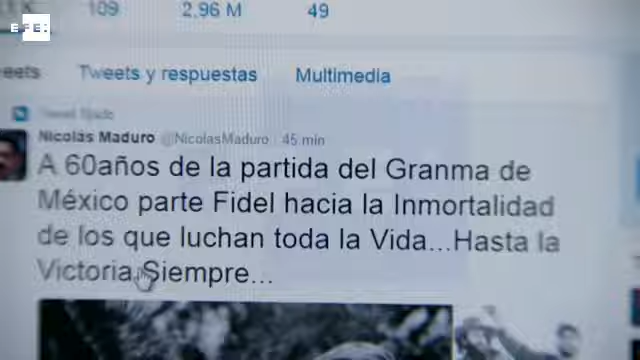 EFE:
109 2,96 M 49
eets Tweets y respuestas Multimedia
Tweet fijado
Nicolás Maduro @NicolasMaduro · 45 min
A 60años de la partida del Granma de
México parte Fidel hacia la Inmortalidad
de los que luchan toda la Vida...Hasta la
Victoria Siempre...